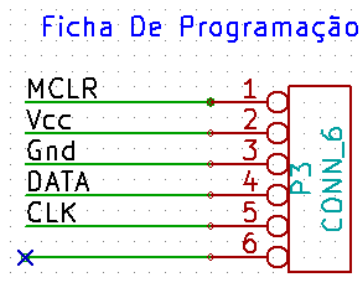 Ficha De Programação
MCLR 1
Vcc 2
Gnd 3
DATA 4
CLK 5
6
P3
CONN_6